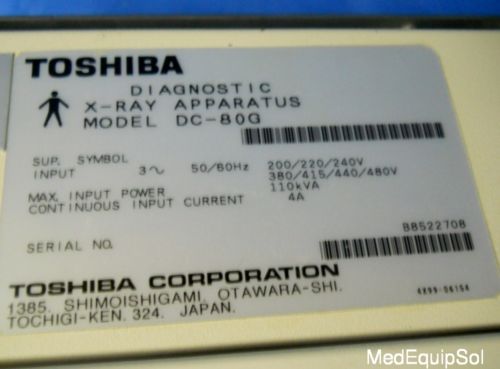 TOSHIBA
DIAGNOSTIC
X-RAY APPARATUS
MODEL DC-80G
SUP. SYMBOL
INPUT 3~ 50/60Hz 200/220/240V
380/415/440/480V
MAX. INPUT POWER 110kVA
CONTINUOUS INPUT CURRENT 4A
B8522708
SERIAL NO.
TOSHIBA CORPORATION
1385. SHIMOISHIGAMI, OTAWARA-SHI.
TOCHIGI-KEN. 324. JAPAN.
MedEquipSol